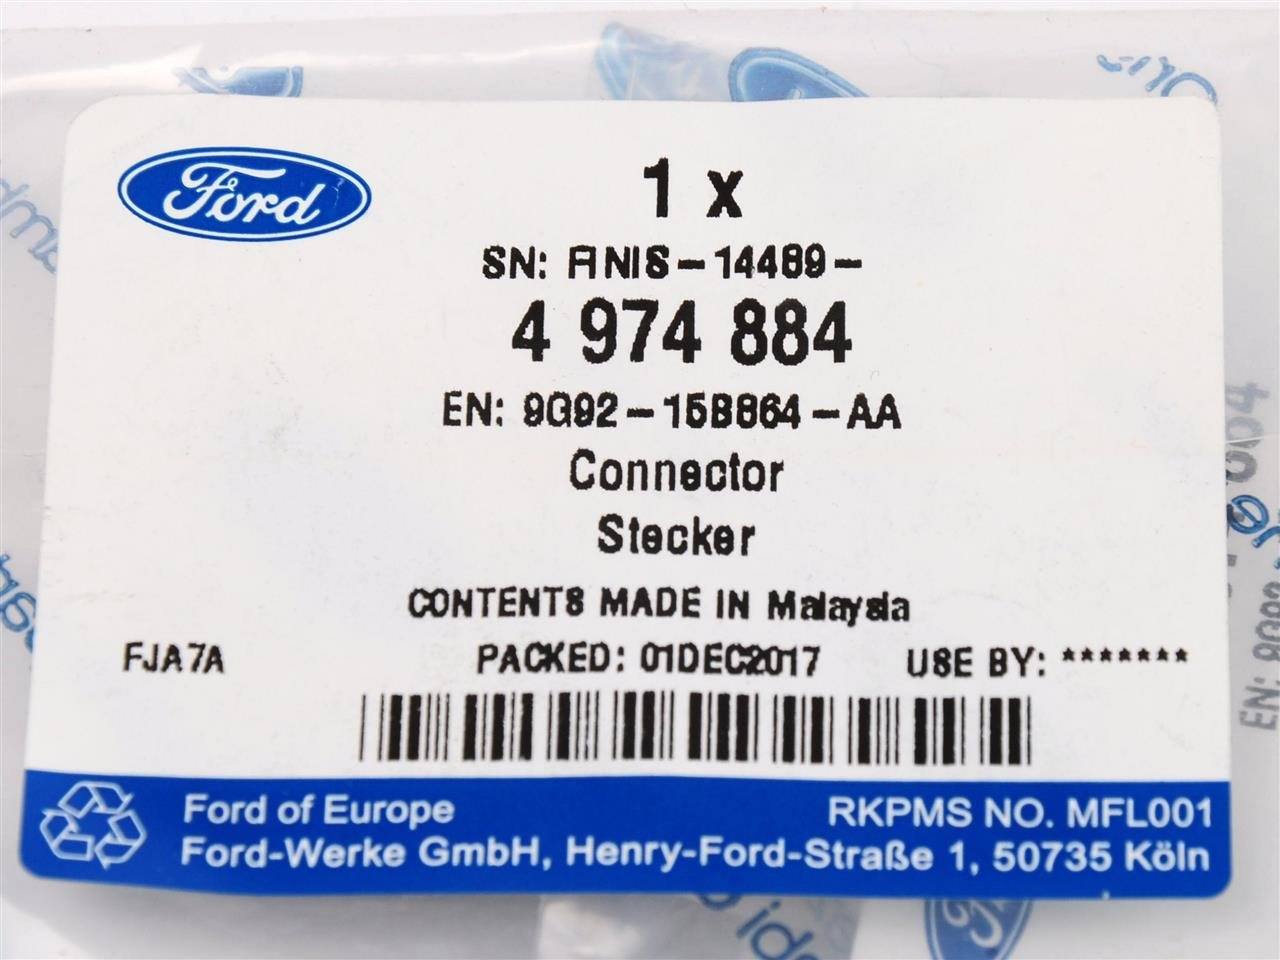 Ford
1 x
SN: FINIS-14489-
4 974 884
EN: 9G92-15B864-AA
Connector
Stecker
CONTENTS MADE IN Malaysia
FJA7A PACKED: 01DEC2017 USE BY: *******
Ford of Europe RKPMS NO. MFL001
Ford-Werke GmbH, Henry-Ford-Straße 1, 50735 Köln